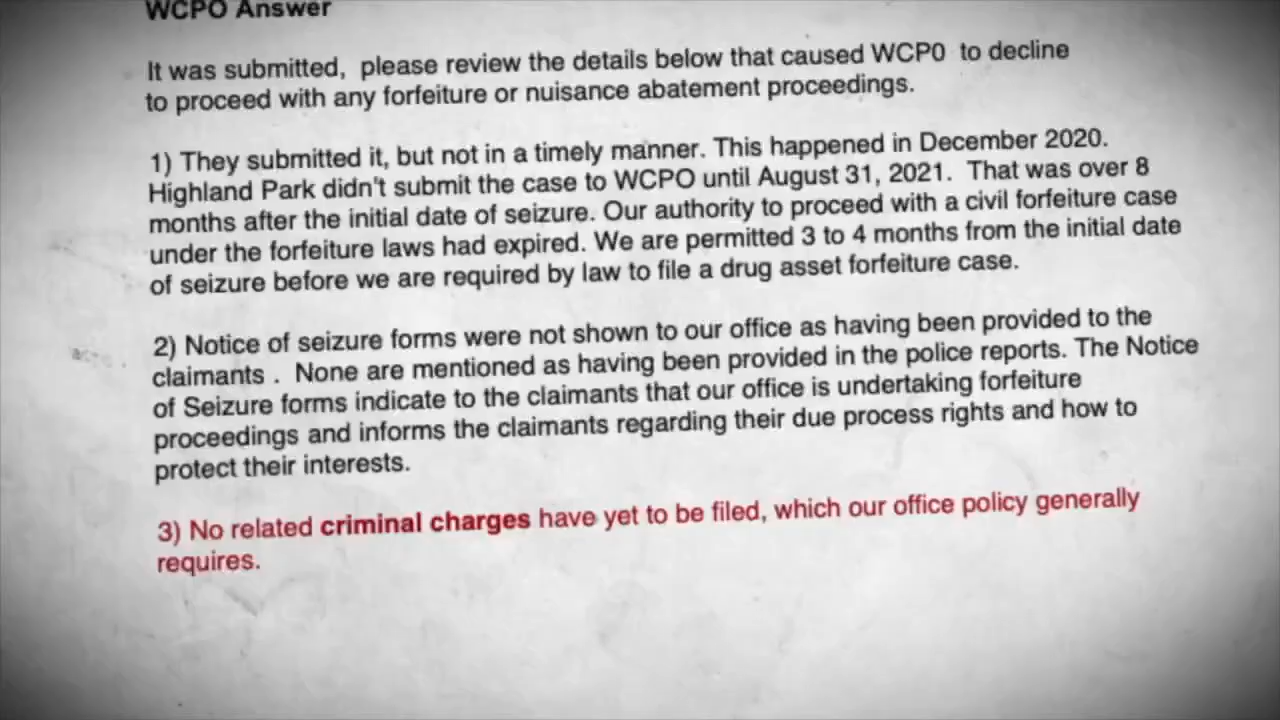 WCPO Answer
It was submitted, please review the details below that caused WCP0 to decline
to proceed with any forfeiture or nuisance abatement proceedings.
1) They submitted it, but not in a timely manner. This happened in December 2020.
Highland Park didn't submit the case to WCPO until August 31, 2021. That was over 8
months after the initial date of seizure. Our authority to proceed with a civil forfeiture case
under the forfeiture laws had expired. We are permitted 3 to 4 months from the initial date
of seizure before we are required by law to file a drug asset forfeiture case.
2) Notice of seizure forms were not shown to our office as having been provided to the
claimants . None are mentioned as having been provided in the police reports. The Notice
of Seizure forms indicate to the claimants that our office is undertaking forfeiture
proceedings and informs the claimants regarding their due process rights and how to
protect their interests.
3) No related criminal charges have yet to be filed, which our office policy generally
requires.